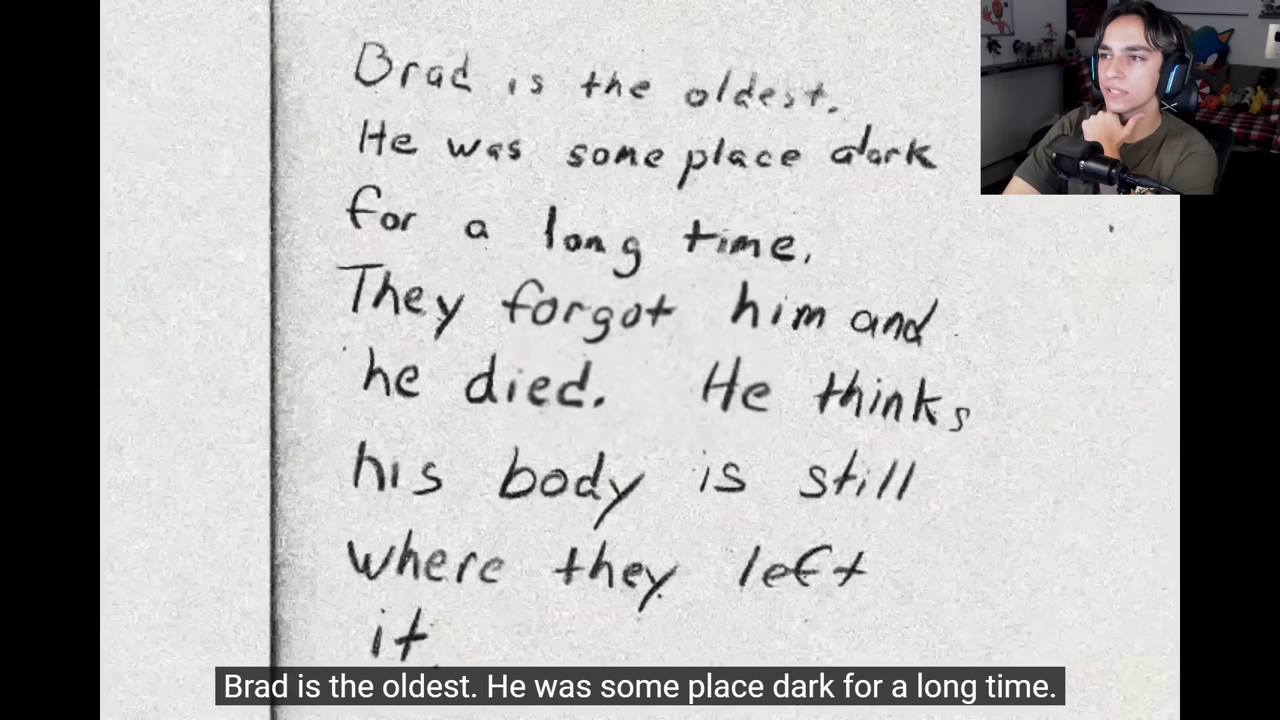 Brad is the oldest.
He was some place dark
for a long time.
They forgot him and
he died. He thinks
his body is still
where they left
it
Brad is the oldest. He was some place dark for a long time.